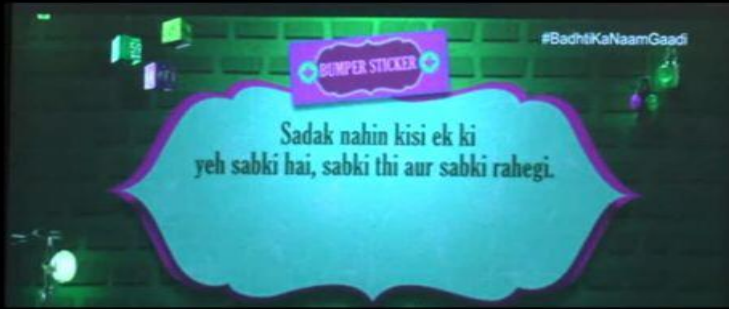 #BadhtiKaNaamGaadi
BUMPER STICKER
Sadak nahin kisi ek ki
yeh sabki hai, sabki thi aur sabki rahegi.